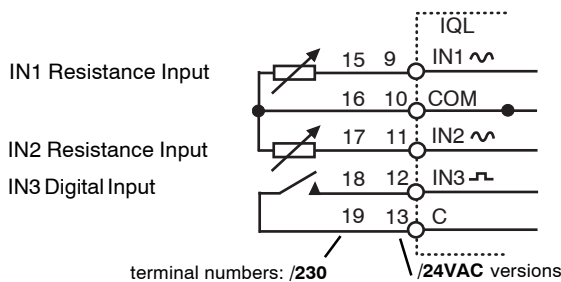 IQL
IN1 Resistance Input 15 9 IN1
16 10 COM
IN2 Resistance Input 17 11 IN2
IN3 Digital Input 18 12 IN3
19 13 C
terminal numbers: /230 /24VAC versions